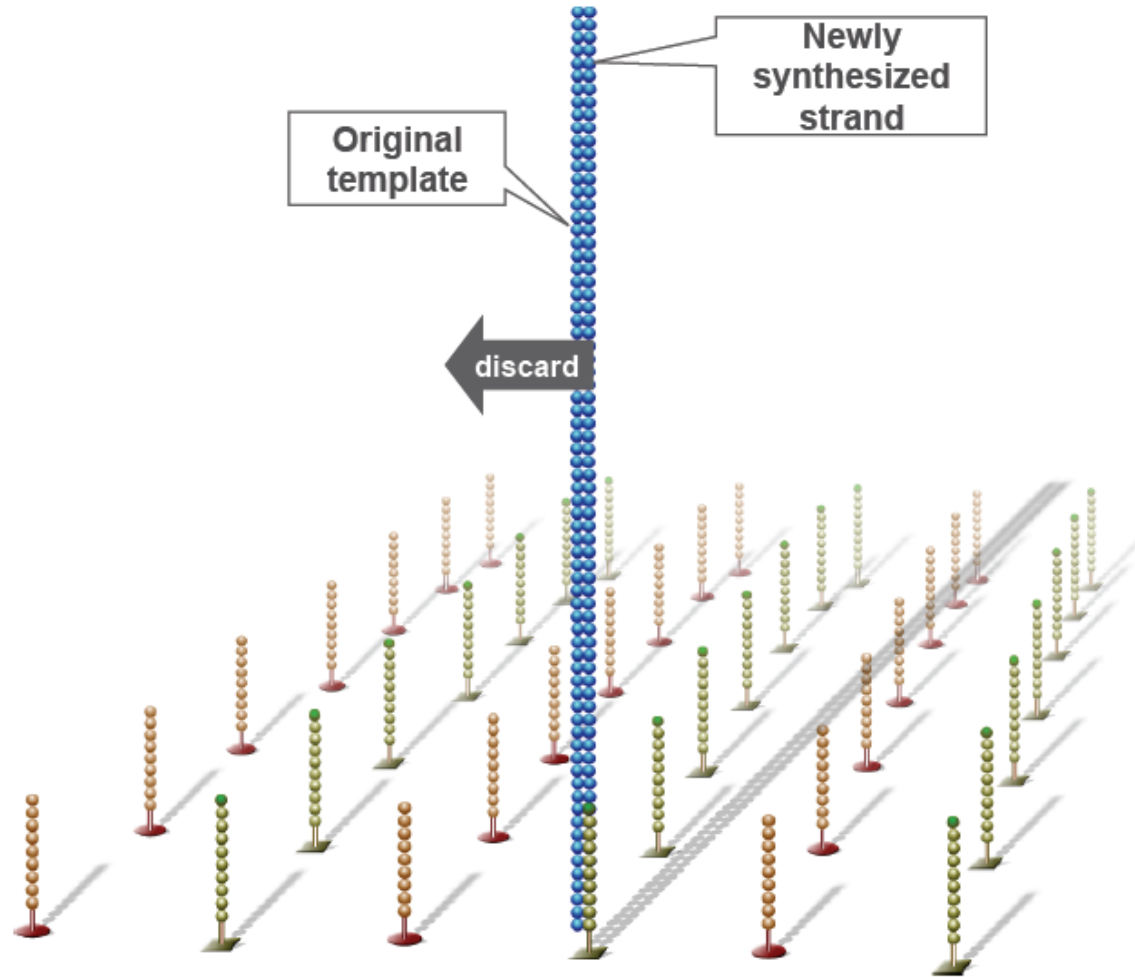 Newly
synthesized
strand
Original
template
discard